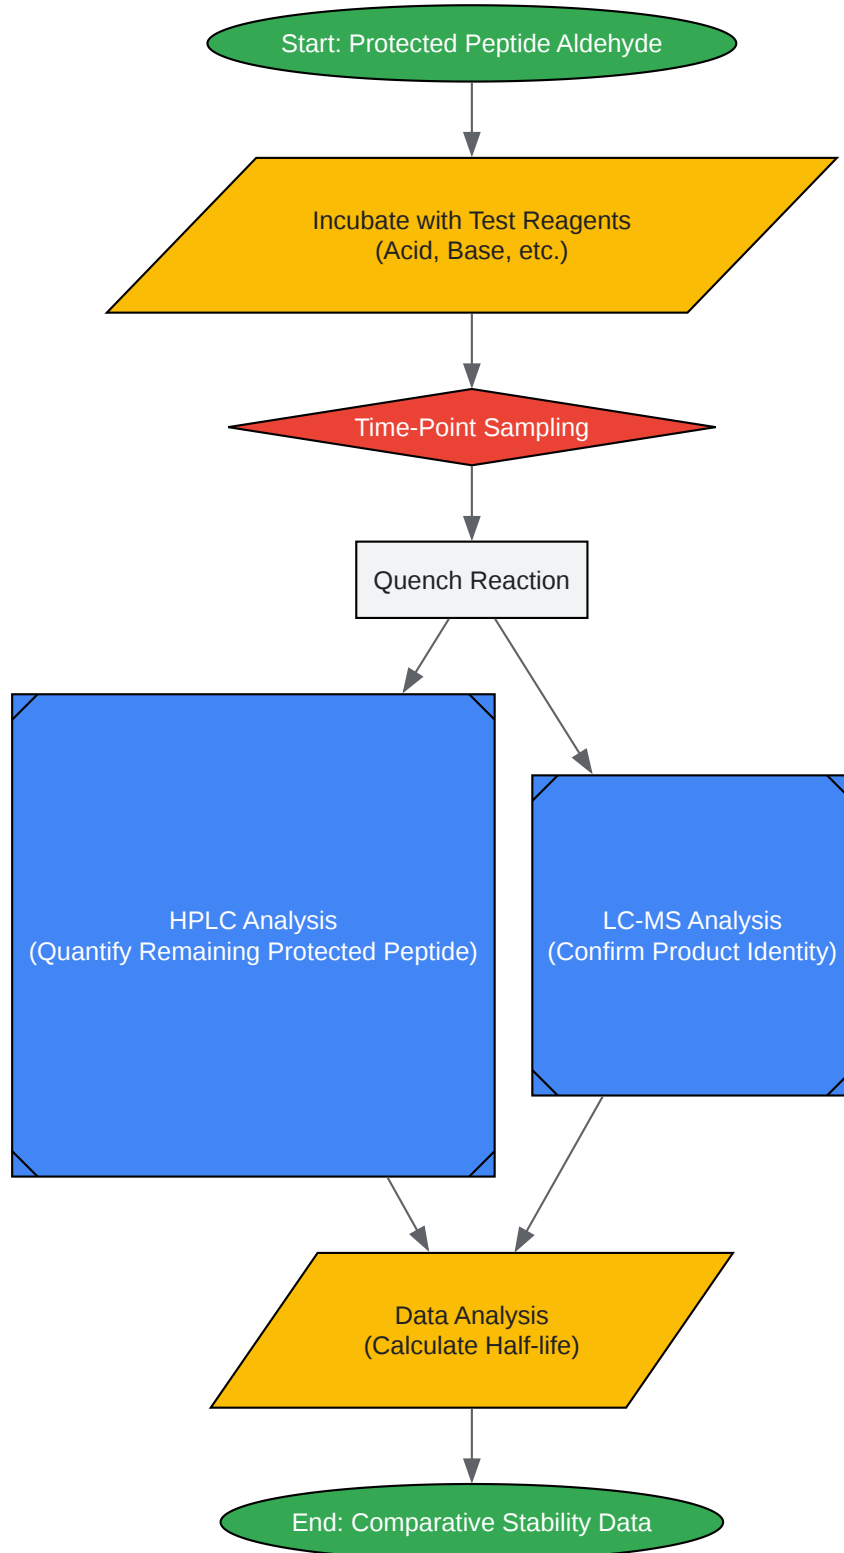 Start: Protected Peptide Aldehyde
Incubate with Test Reagents
(Acid, Base, etc.)
Time-Point Sampling
Quench Reaction
HPLC Analysis
(Quantify Remaining Protected Peptide)
LC-MS Analysis
(Confirm Product Identity)
Data Analysis
(Calculate Half-life)
End: Comparative Stability Data